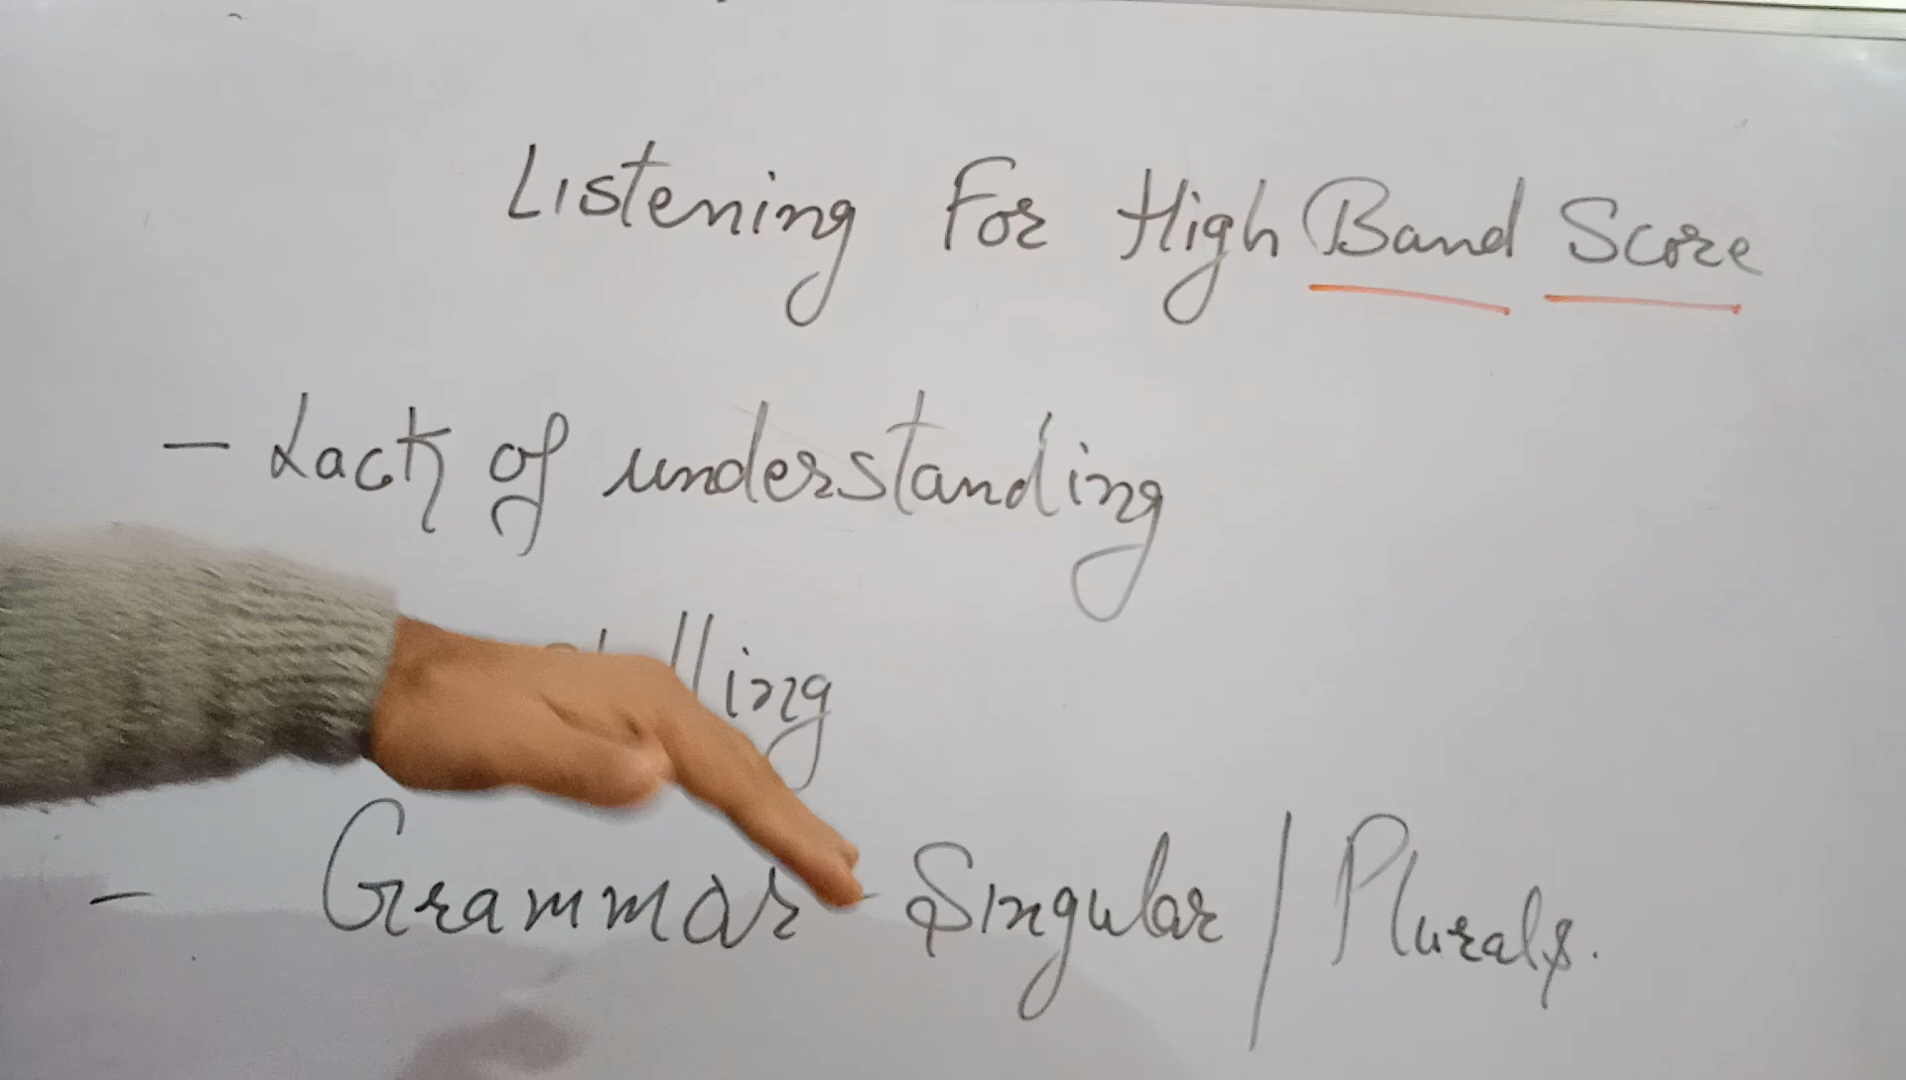 Listening For High Band Score
- Lack of understanding
- Grammar - Singular / Plurals.